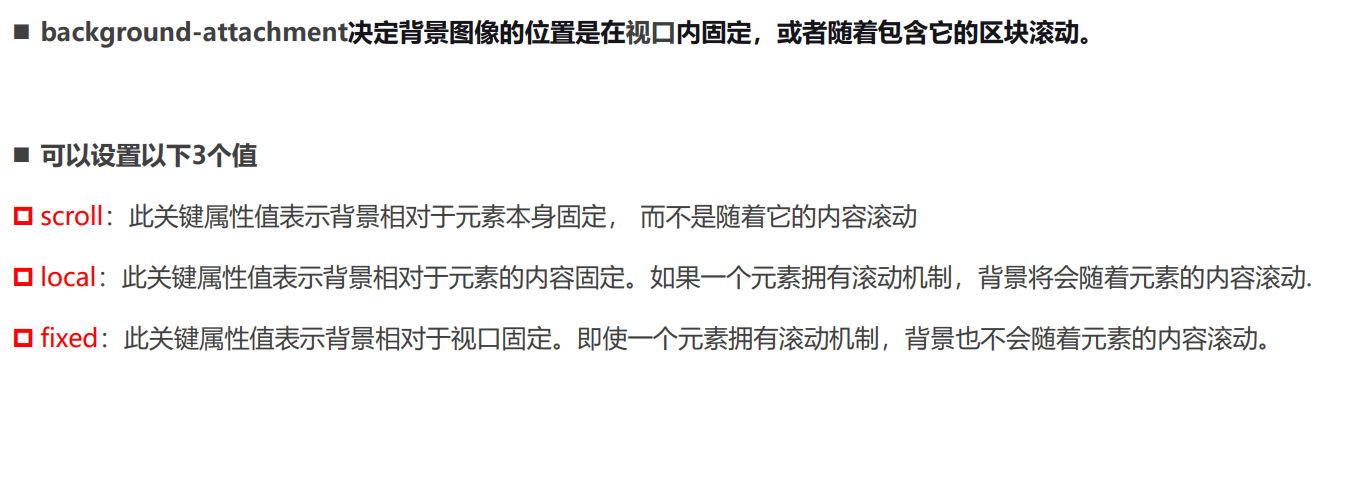 ■ background-attachment决定背景图像的位置是在视口内固定，或者随着包含它的区块滚动。
■ 可以设置以下3个值
scroll：此关键属性值表示背景相对于元素本身固定， 而不是随着它的内容滚动
local：此关键属性值表示背景相对于元素的内容固定。如果一个元素拥有滚动机制，背景将会随着元素的内容滚动.
fixed：此关键属性值表示背景相对于视口固定。即使一个元素拥有滚动机制，背景也不会随着元素的内容滚动。